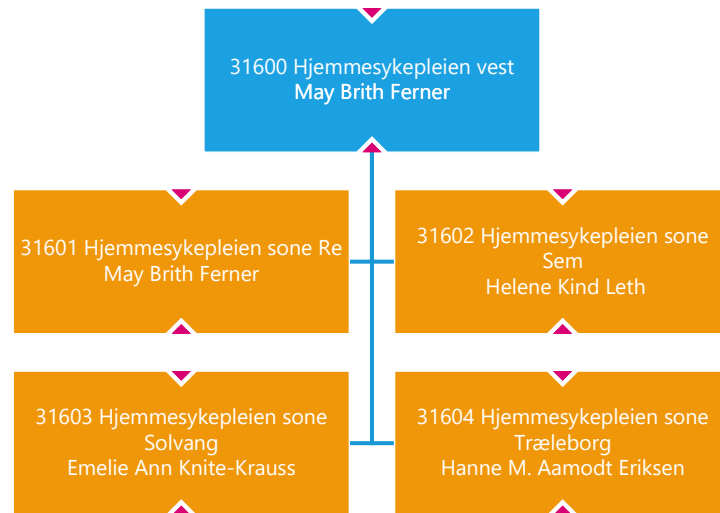 31600 Hjemmesykepleien vest
May Brith Ferner
31601 Hjemmesykepleien sone Re
May Brith Ferner
31602 Hjemmesykepleien sone
Sem
Helene Kind Leth
31603 Hjemmesykepleien sone
Solvang
Emelie Ann Knite-Krauss
31604 Hjemmesykepleien sone
Træleborg
Hanne M. Aamodt Eriksen